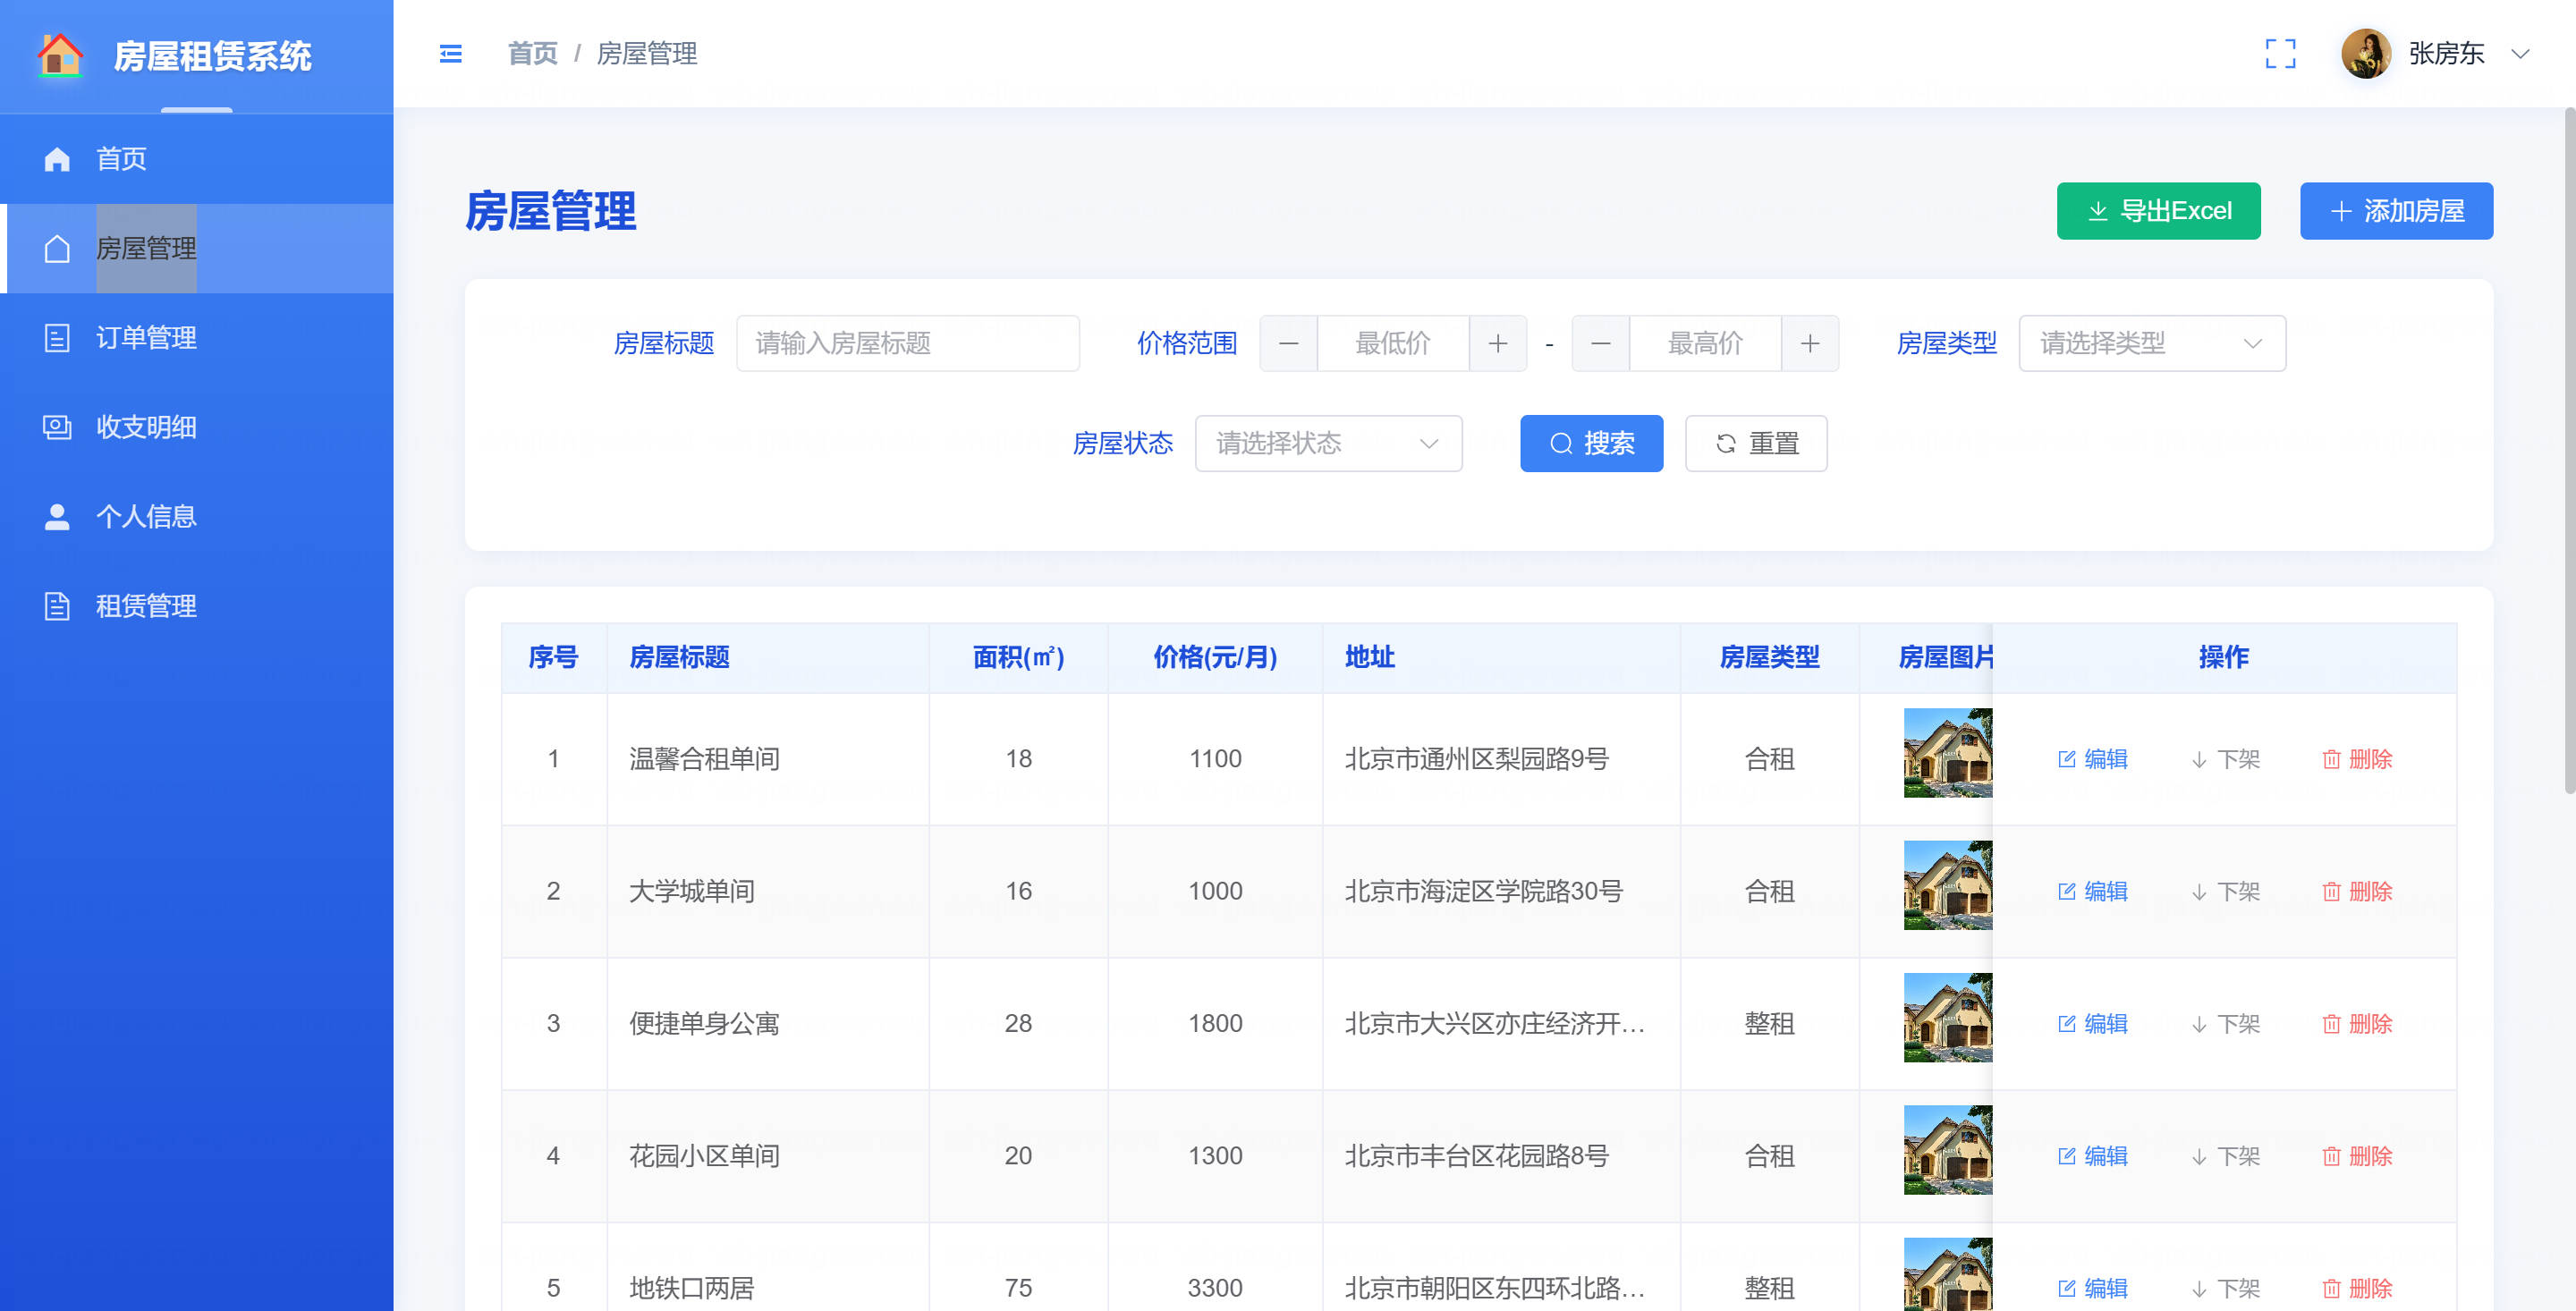 房屋租赁系统
首页 / 房屋管理
张房东
首页
房屋管理
订单管理
收支明细
个人信息
租赁管理
房屋管理
导出Excel
添加房屋
房屋标题 请输入房屋标题 价格范围 最低价 - 最高价 房屋类型 请选择类型
房屋状态 请选择状态 搜索 重置
序号 房屋标题 面积(㎡) 价格(元/月) 地址 房屋类型 房屋图片 操作
1 温馨合租单间 18 1100 北京市通州区梨园路9号 合租 编辑 下架 删除
2 大学城单间 16 1000 北京市海淀区学院路30号 合租 编辑 下架 删除
3 便捷单身公寓 28 1800 北京市大兴区亦庄经济开… 整租 编辑 下架 删除
4 花园小区单间 20 1300 北京市丰台区花园路8号 合租 编辑 下架 删除
5 地铁口两居 75 3300 北京市朝阳区东四环北路… 整租 编辑 下架 删除